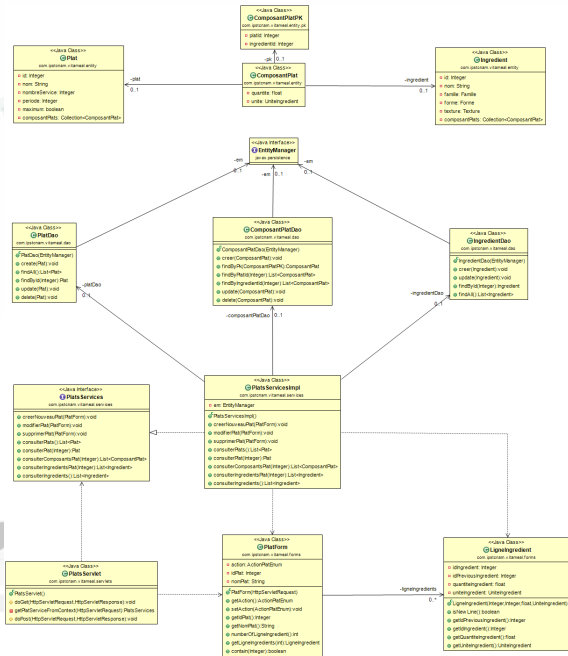 <<Java Class>>
ComposantPlatPK
com.ipstcnam.vitameal.entity.pk
platId: Integer
ingredientId: Integer
-pk 0..1
<<Java Class>>
Plat
com.ipstcnam.vitameal.entity
id: Integer
nom: String
nombreService: Integer
periode: Integer
maximum: boolean
composantPlats: Collection<ComposantPlat>
-plat
0..1
<<Java Class>>
ComposantPlat
com.ipstcnam.vitameal.entity
quantite: float
unite: UniteIngredient
-ingredient
0..1
<<Java Class>>
Ingredient
com.ipstcnam.vitameal.entity
id: Integer
nom: String
famille: Famille
forme: Forme
texture: Texture
composantPlats: Collection<ComposantPlat>
<<Java Interface>>
EntityManager
javax.persistence
-em
0..1
-em
0..1
-em
0..1
<<Java Class>>
PlatDao
com.ipstcnam.vitameal.dao
PlatDao(EntityManager)
create(Plat):void
findAll():List<Plat>
findById(Integer):Plat
update(Plat):void
delete(Plat):void
-platDao
0..1
<<Java Class>>
ComposantPlatDao
com.ipstcnam.vitameal.dao
ComposantPlatDao(EntityManager)
creer(ComposantPlat):void
findByPk(ComposantPlatPK):ComposantPlat
findByPlatId(Integer):List<ComposantPlat>
findByIngredientId(Integer):List<ComposantPlat>
update(ComposantPlat):void
delete(ComposantPlat):void
-composantPlatDao 0..1
<<Java Class>>
IngredientDao
com.ipstcnam.vitameal.dao
IngredientDao(EntityManager)
creer(Ingredient):void
update(Ingredient):void
findById(Integer):Ingredient
findAll():List<Ingredient>
-ingredientDao
0..1
<<Java Interface>>
PlatsServices
com.ipstcnam.vitameal.services
creerNouveauPlat(PlatForm):void
modifierPlat(PlatForm):void
supprimerPlat(PlatForm):void
consulterPlats():List<Plat>
consulterPlat(Integer):Plat
consulterComposantsPlat(Integer):List<ComposantPlat>
consulterIngredientsPlat(Integer):List<Ingredient>
consulterIngredients():List<Ingredient>
<<Java Class>>
PlatsServicesImpl
com.ipstcnam.vitameal.services
em: EntityManager
PlatsServicesImpl()
creerNouveauPlat(PlatForm):void
modifierPlat(PlatForm):void
supprimerPlat(PlatForm):void
consulterPlats():List<Plat>
consulterPlat(Integer):Plat
consulterComposantsPlat(Integer):List<ComposantPlat>
consulterIngredientsPlat(Integer):List<Ingredient>
consulterIngredients():List<Ingredient>
<<Java Class>>
PlatsServlet
com.ipstcnam.vitameal.servlets
PlatsServlet()
doGet(HttpServletRequest,HttpServletResponse):void
getPlatServiceFromContext(HttpServletRequest):PlatsServices
doPost(HttpServletRequest,HttpServletResponse):void
<<Java Class>>
PlatForm
com.ipstcnam.vitameal.forms
action: ActionPlatEnum
idPlat: Integer
nomPlat: String
PlatForm(HttpServletRequest)
getAction():ActionPlatEnum
setAction(ActionPlatEnum):void
getIdPlat():Integer
getNomPlat():String
numberOfLigneIngredient():int
getLigneIngredients(int):LigneIngredient
contain(Integer):boolean
-ligneIngredients
0..*
<<Java Class>>
LigneIngredient
com.ipstcnam.vitameal.forms
idIngredient: Integer
idPreviousIngredient: Integer
quantiteIngredient: float
uniteIngredient: UniteIngredient
LigneIngredient(Integer,Integer,float,UniteIngredient)
isNewLine():boolean
getIdPreviousIngredient():Integer
getIdIngredient():Integer
getQuantiteIngredient():float
getUniteIngredient():UniteIngredient